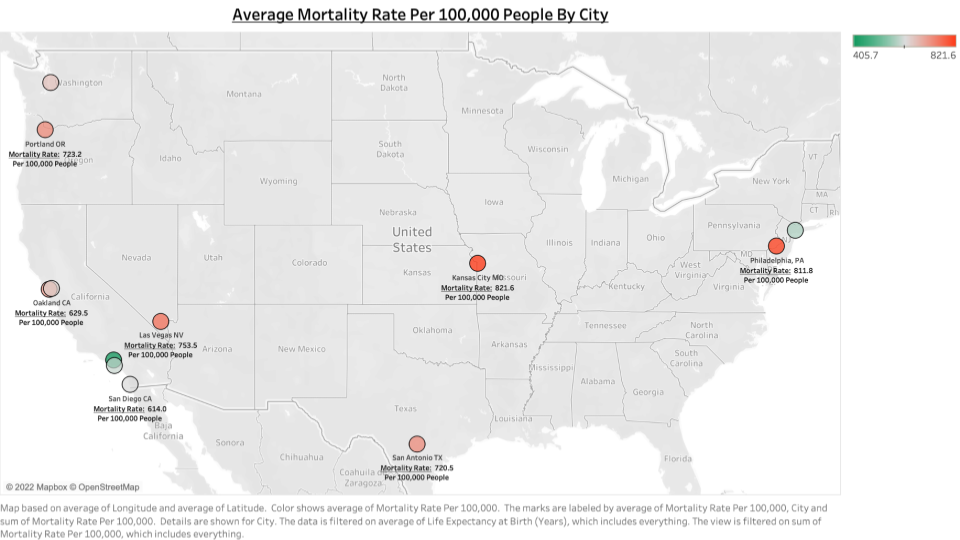 Average Mortality Rate Per 100,000 People By City
405.7 821.6
Washington
Montana
North
Dakota
Minnesota
Portland OR
Mortality Rate: 723.2
Per 100,000 People
Idaho
South
Dakota
Wisconsin
Michigan
VT
New York
MA
CT
Wyoming
Iowa
Nebraska
Pennsylvania
United
States
Nevada
Utah
Colorado
Kansas
Illinois
Indiana
Ohio
MD
Philadelphia, PA
Mortality Rate: 811.8
Per 100,000 People
West
Virginia
Virginia
Kansas City MO
Mortality Rate: 821.6
Per 100,000 People
Kentucky
California
Oakland CA
Mortality Rate: 629.5
Per 100,000 People
Las Vegas NV
Mortality Rate: 753.5
Per 100,000 People
Arizona
New Mexico
Oklahoma
Arkansas
Tennessee
North
Carolina
South
Carolina
Mississippi
Alabama
Georgia
San Diego CA
Mortality Rate: 614.0
Per 100,000 People
Baja
California
Sonora
Chihuahua
Texas
Louisiana
Florida
San Antonio TX
Mortality Rate: 720.5
Per 100,000 People
Coahuila de
Zaragoza
© 2022 Mapbox © OpenStreetMap
Map based on average of Longitude and average of Latitude. Color shows average of Mortality Rate Per 100,000. The marks are labeled by average of Mortality Rate Per 100,000, City and
sum of Mortality Rate Per 100,000. Details are shown for City. The data is filtered on average of Life Expectancy at Birth (Years), which includes everything. The view is filtered on sum of
Mortality Rate Per 100,000, which includes everything.